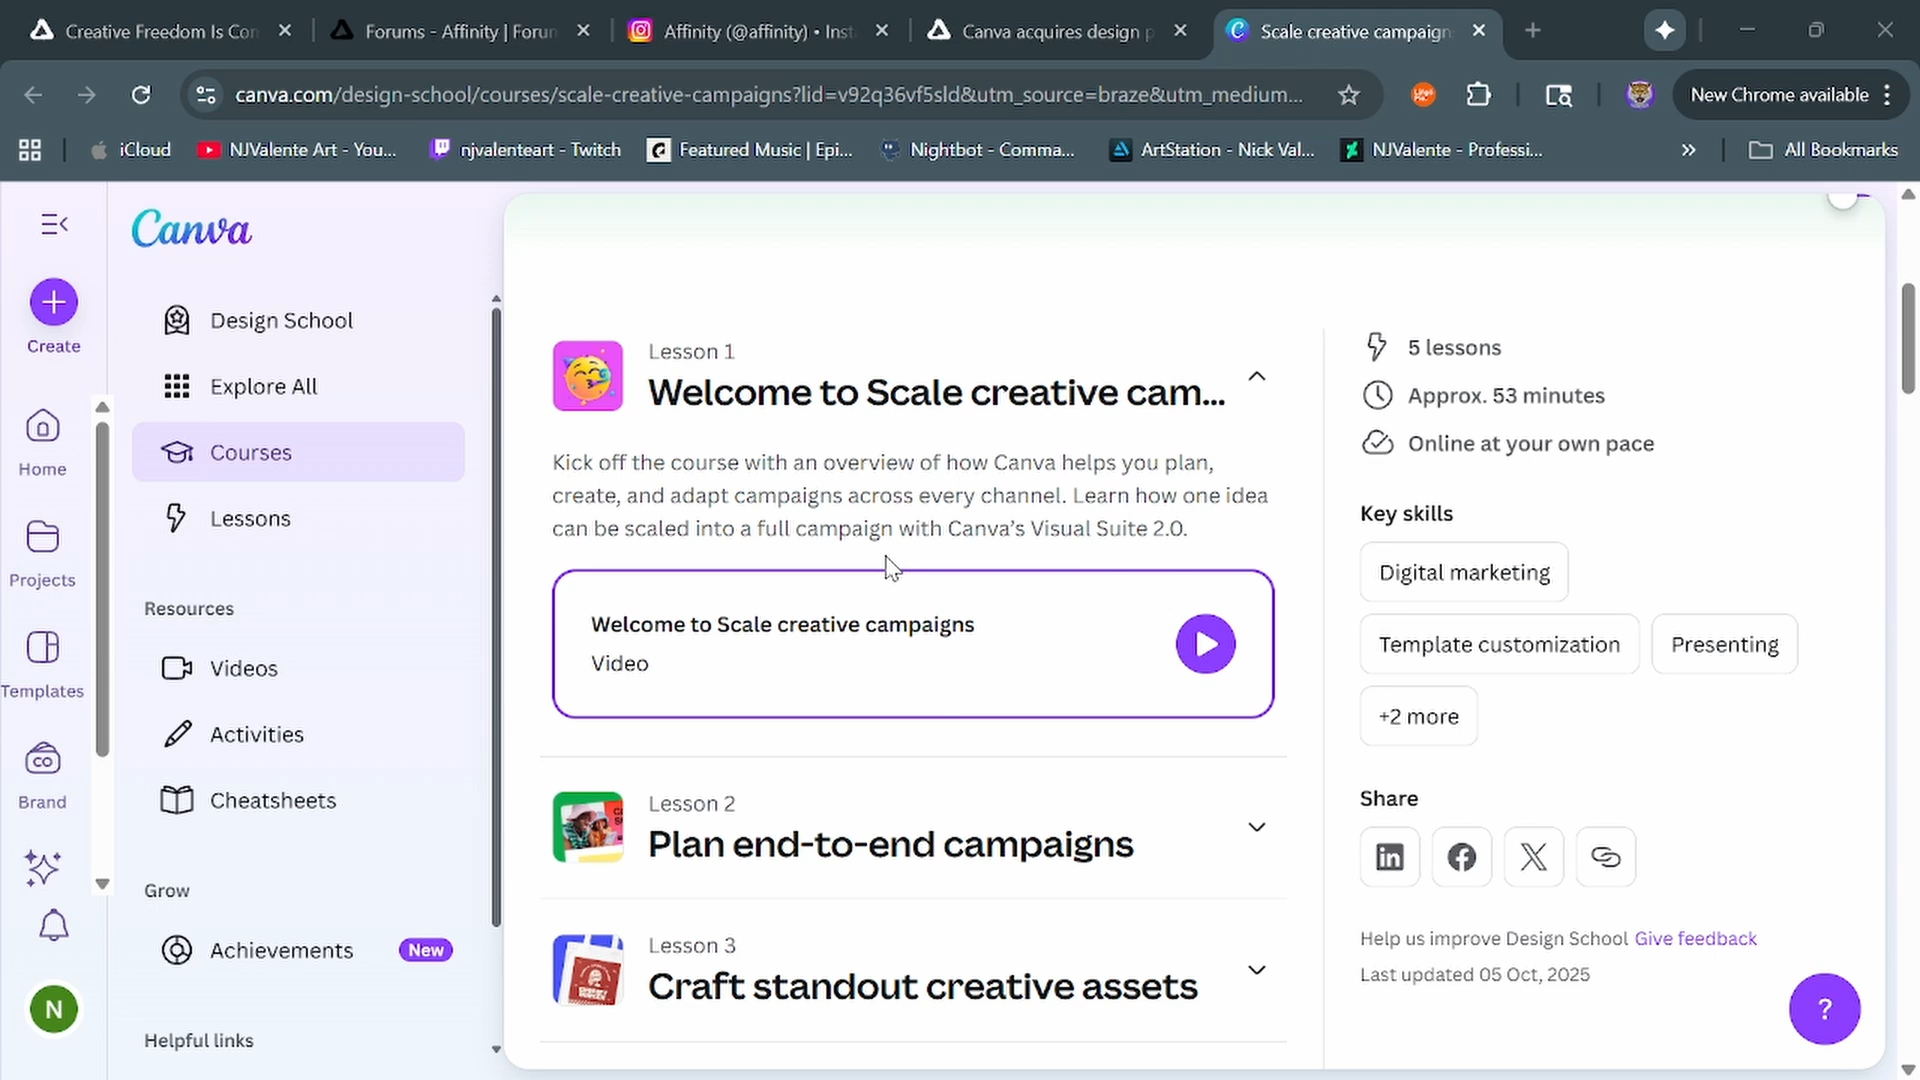 Creative Freedom Is Con
Forums - Affinity | Forun
Affinity (@affinity) • Inst
Canva acquires design p
Scale creative campaign
canva.com/design-school/courses/scale-creative-campaigns?lid=v92q36vf5sld&utm_source=braze&utm_medium...
New Chrome available
iCloud
NJValente Art - You...
njvalenteart - Twitch
Featured Music | Epi...
Nightbot - Comma...
ArtStation - Nick Val...
NJValente - Professi...
All Bookmarks
Canva
Create
Home
Projects
Templates
CO
Brand
N
Design School
Explore All
Courses
Lessons
Resources
Videos
Activities
Cheatsheets
Grow
Achievements
New
Helpful links
Lesson 1
Welcome to Scale creative cam...
Kick off the course with an overview of how Canva helps you plan,
create, and adapt campaigns across every channel. Learn how one idea
can be scaled into a full campaign with Canva's Visual Suite 2.0.
Welcome to Scale creative campaigns
Video
Lesson 2
Plan end-to-end campaigns
Lesson 3
Craft standout creative assets
5 lessons
Approx. 53 minutes
Online at your own pace
Key skills
Digital marketing
Template customization
Presenting
+2 more
Share
Help us improve Design School Give feedback
Last updated 05 Oct, 2025
?